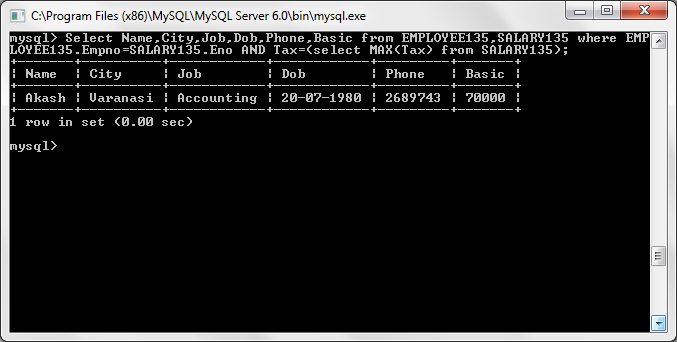 C:\Program Files (x86)\MySQL\MySQL Server 6.0\bin\mysql.exe
mysql> Select Name,City,Job,Dob,Phone,Basic from EMPLOYEE135,SALARY135 where EMP
LOYEE135.Empno=SALARY135.Eno AND Tax=(select MAX(Tax) from SALARY135);
+-------+----------+------------+------------+---------+-------+
| Name | City | Job | Dob | Phone | Basic |
+-------+----------+------------+------------+---------+-------+
| Akash | Varanasi | Accounting | 20-07-1980 | 2689743 | 70000 |
+-------+----------+------------+------------+---------+-------+
1 row in set (0.00 sec)
mysql>